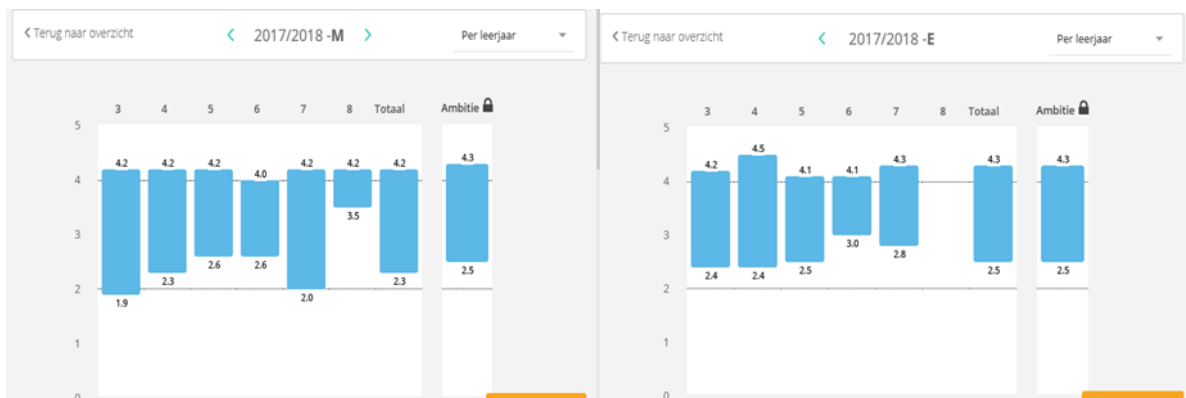 Terug naar overzicht
2017/2018 -M
Per leerjaar
3 4 5 6 7 8 Totaal Ambitie
5
4.2 4.2 4.2 4.0 4.2 4.2 4.2 4.3
4
3.5
3
2.6 2.6 2.5
2.3 2.3
2
1.9 2.0
1
0
Terug naar overzicht
2017/2018 -E
Per leerjaar
3 4 5 6 7 8 Totaal Ambitie
5
4.2 4.5 4.1 4.1 4.3 4.3 4.3
4
3
3.0
2.8
2.4 2.4 2.5 2.5 2.5
2
1
0